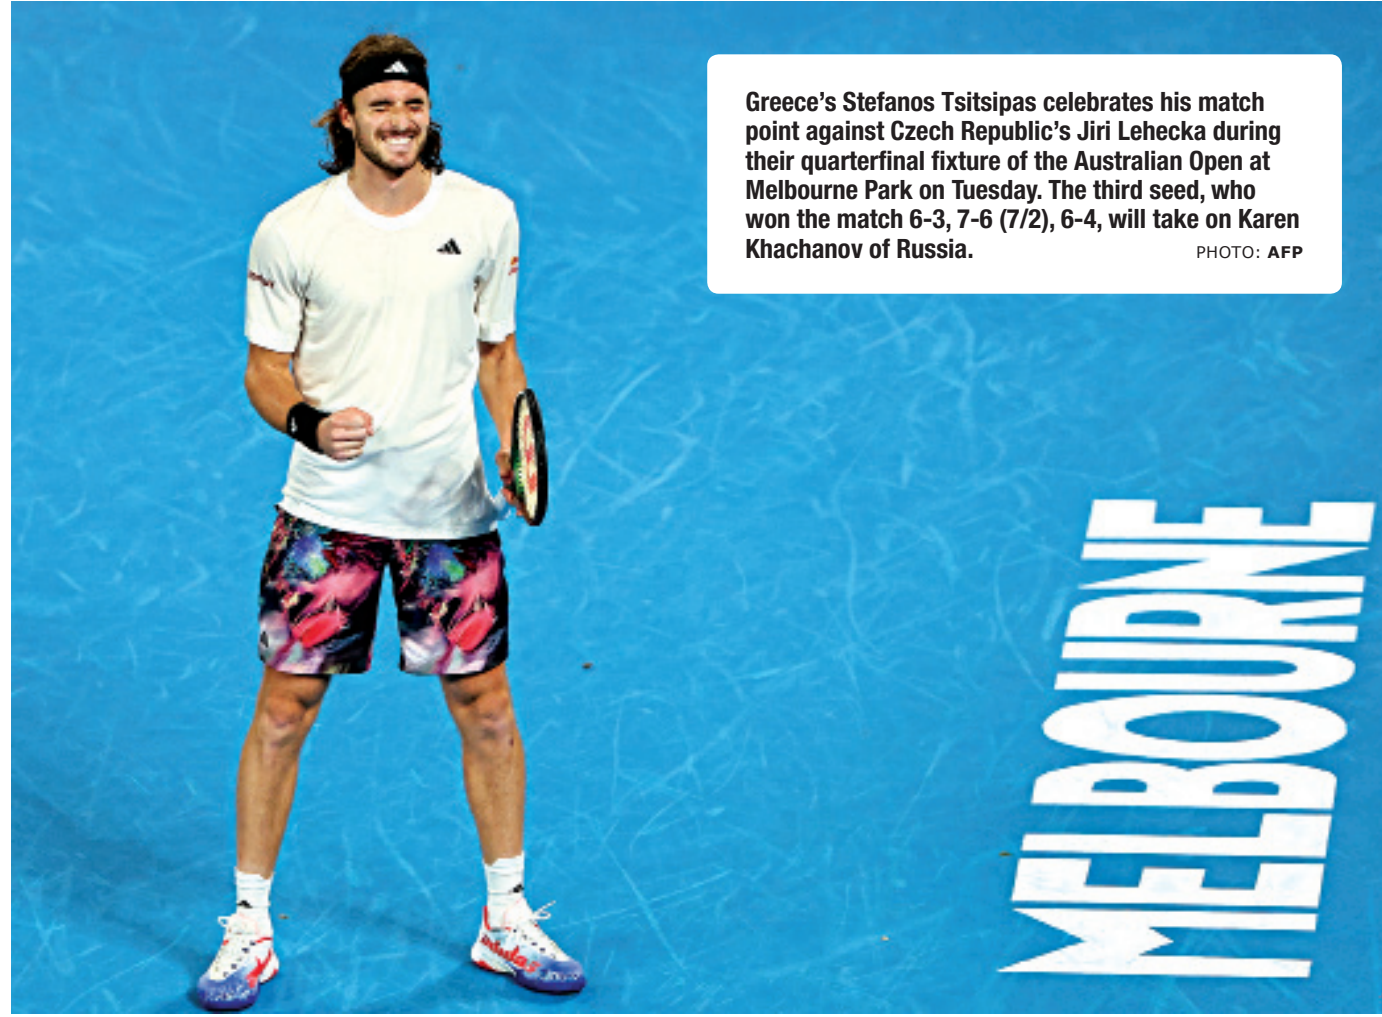 Greece’s Stefanos Tsitsipas celebrates his match
point against Czech Republic’s Jiri Lehecka during
their quarterfinal fixture of the Australian Open at
Melbourne Park on Tuesday. The third seed, who
won the match 6-3, 7-6 (7/2), 6-4, will take on Karen
Khachanov of Russia. PHOTO: AFP
MELBOURNE
adidas